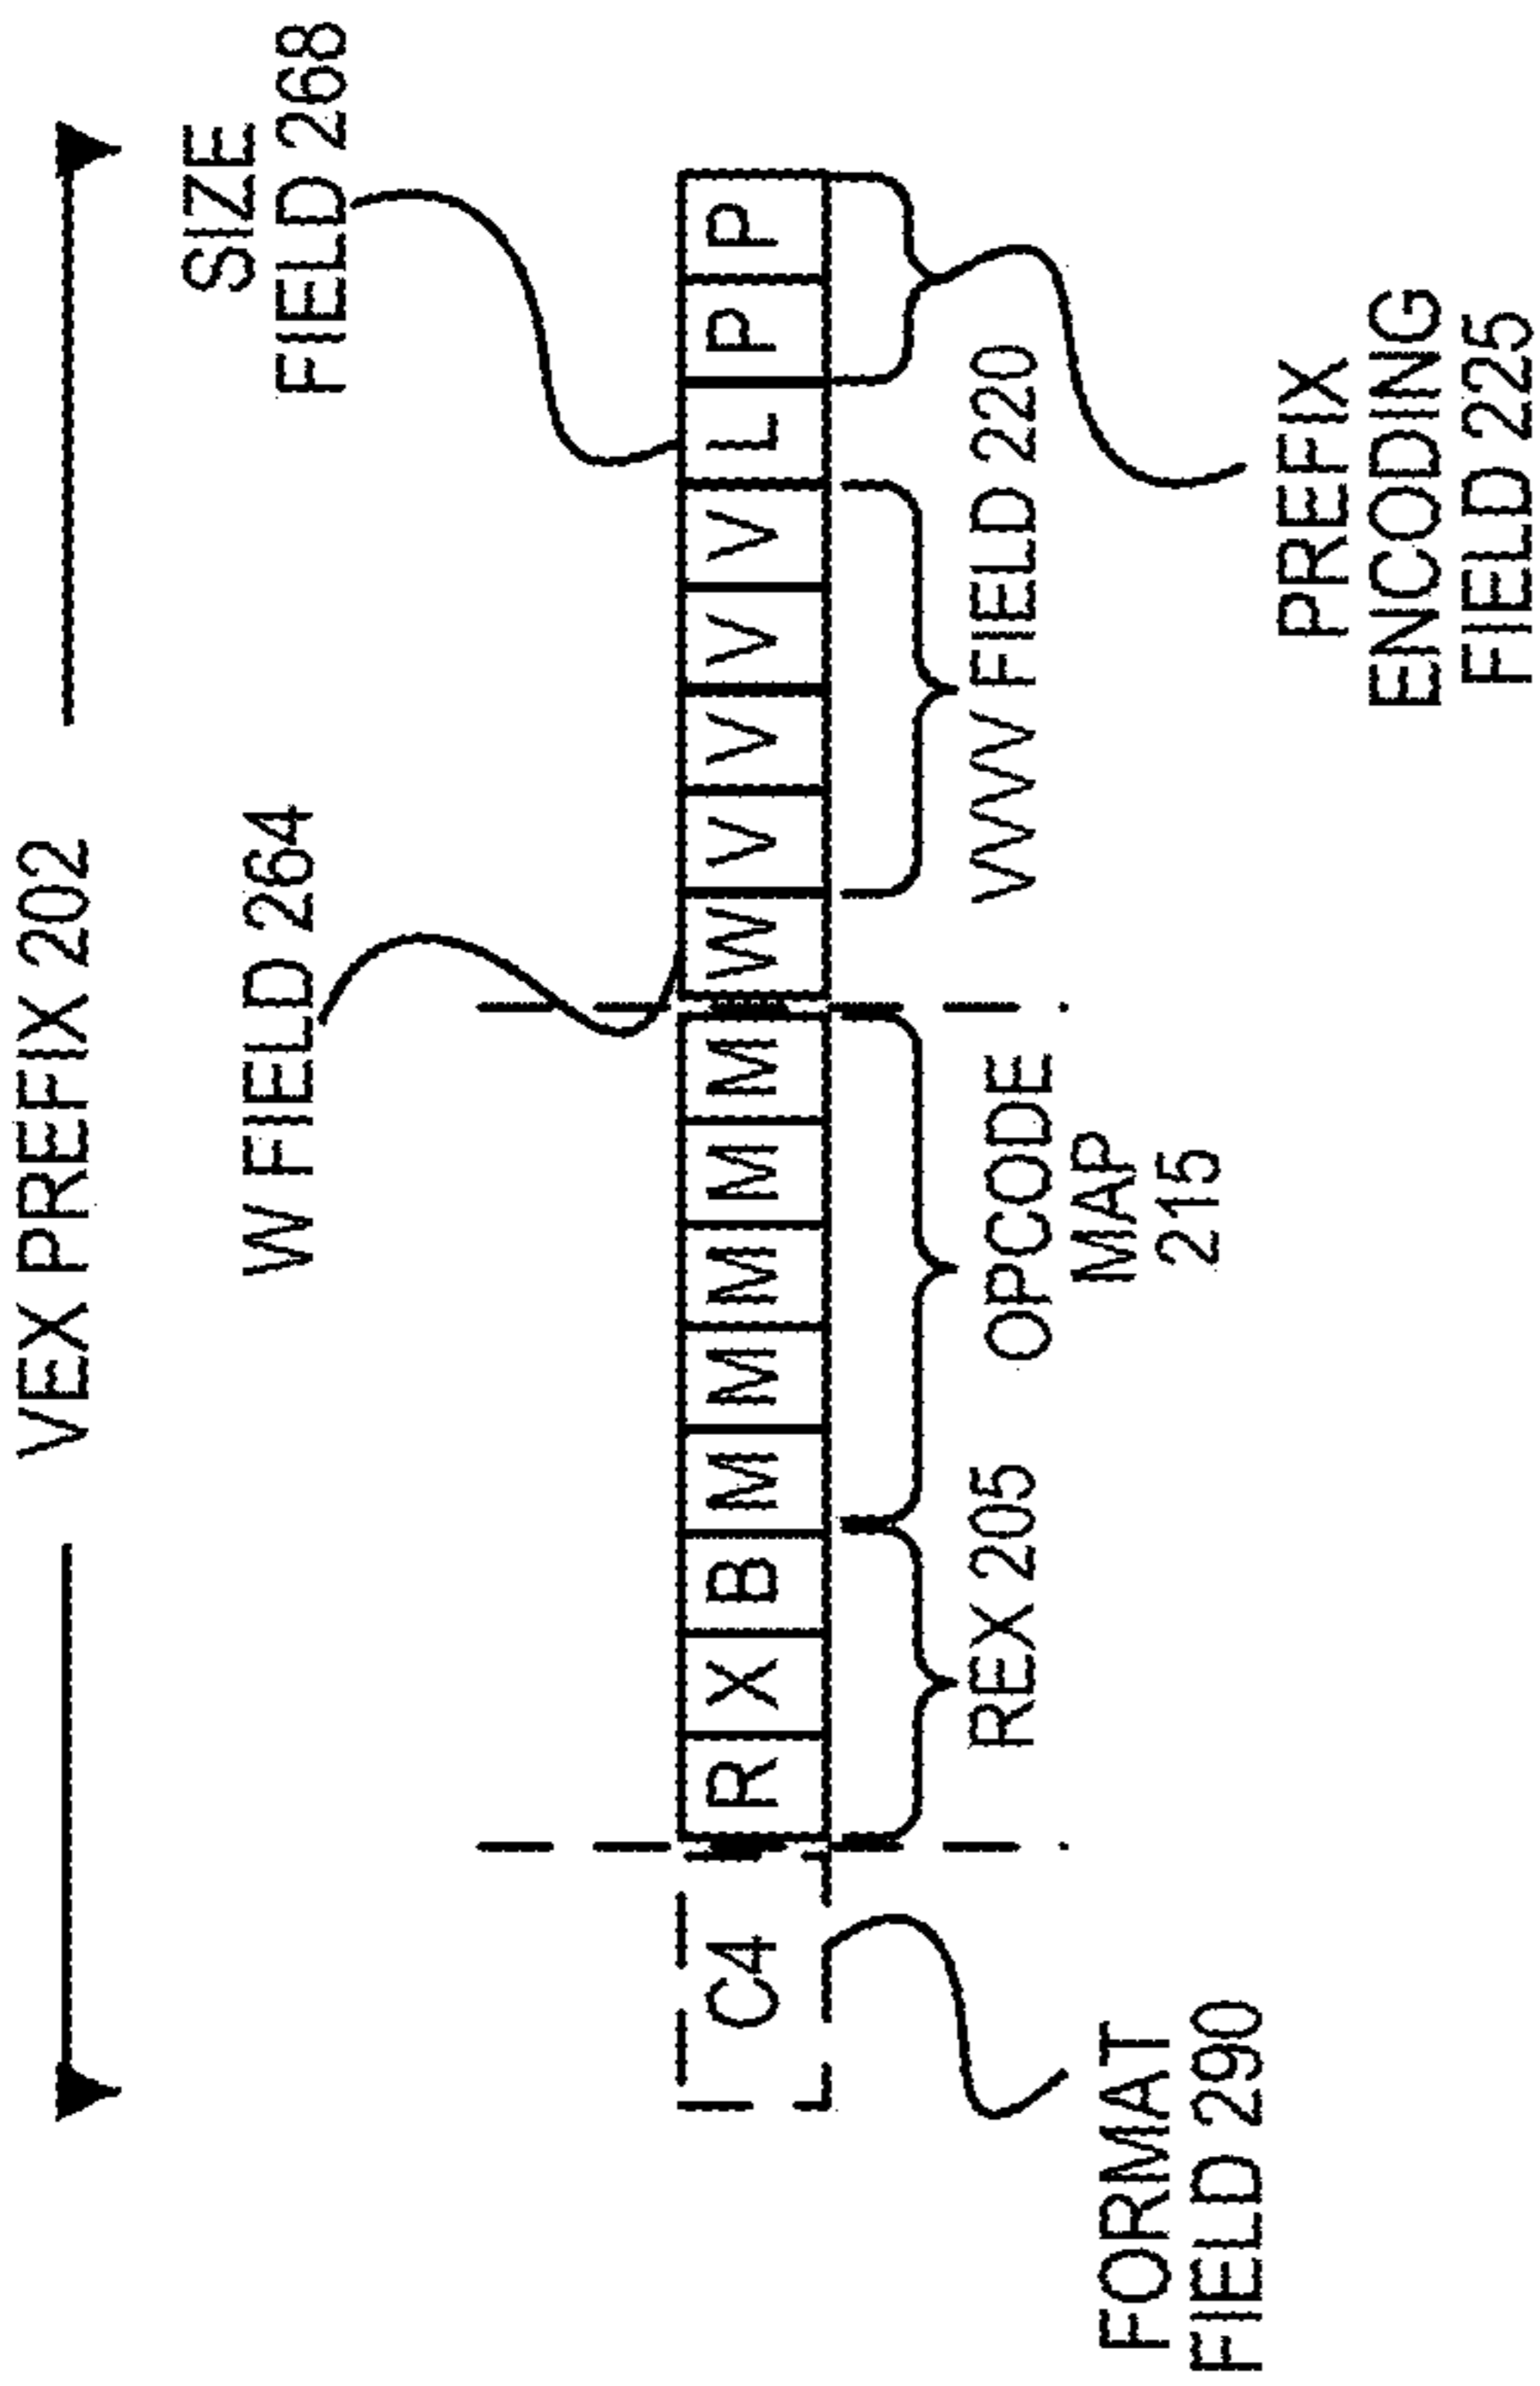 VEX PREFIX 202
W FIELD 264
SIZE
FIELD 268
C4 R X B M M M M M W V V V V L P P
REX 205
OPCODE
MAP
215
VVVV FIELD 220
FORMAT
FIELD 290
PREFIX
ENCODING
FIELD 225